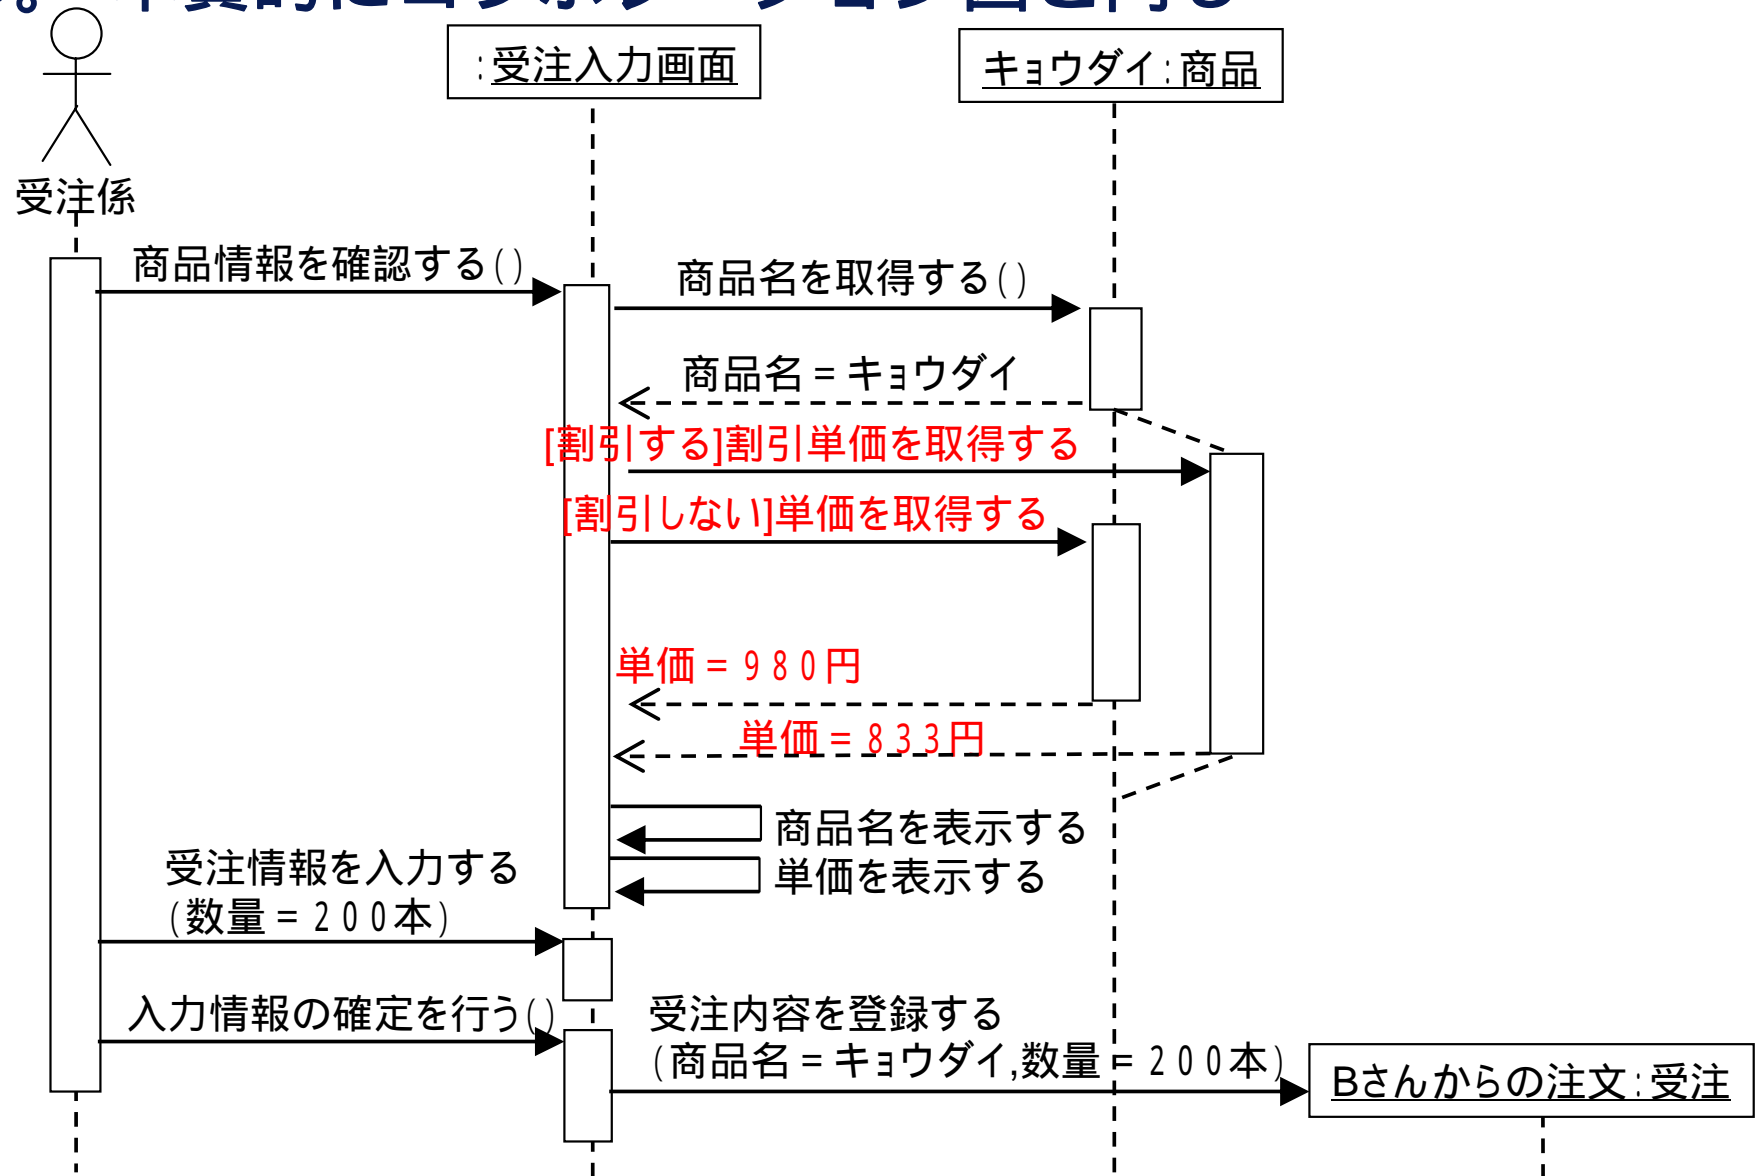 :受注入力画面
キョウダイ:商品
受注係
商品情報を確認する()
商品名を取得する()
商品名=キョウダイ
[割引する]割引単価を取得する
[割引しない]単価を取得する
単価=980円
単価=833円
商品名を表示する
単価を表示する
受注情報を入力する
(数量=200本)
入力情報の確定を行う()
受注内容を登録する
(商品名=キョウダイ,数量=200本)
Bさんからの注文:受注